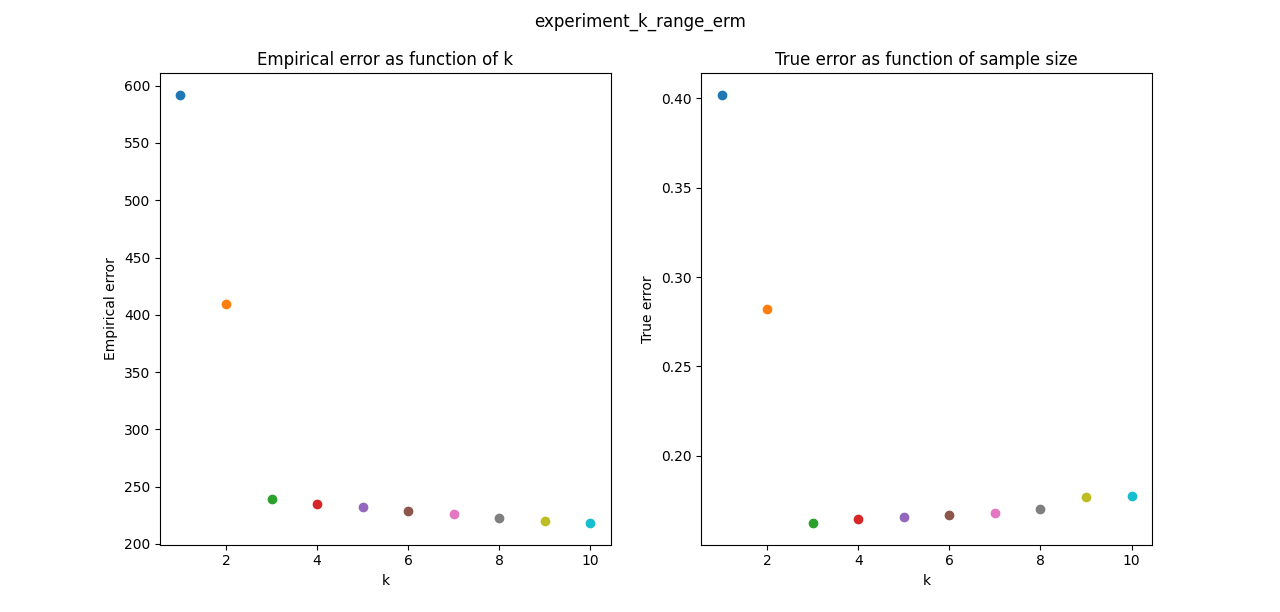 experiment_k_range_erm
Empirical error as function of k
Empirical error
600
550
500
450
400
350
300
250
200
2 4 6 8 10
k
True error as function of sample size
True error
0.40
0.35
0.30
0.25
0.20
2 4 6 8 10
k